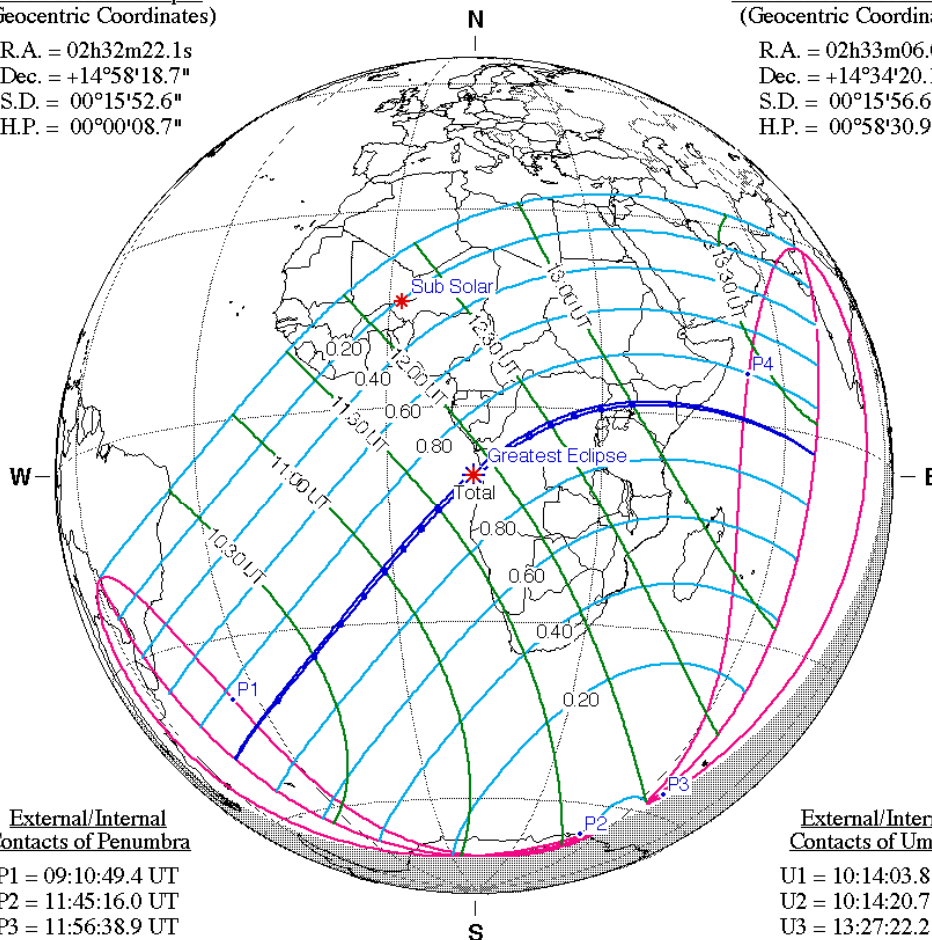 Geocentric Coordinates)
R.A. = 02h32m22.1s
Dec. = +14°58'18.7"
S.D. = 00°15'52.6"
H.P. = 00°00'08.7"
N
(Geocentric Coordina
R.A. = 02h33m06.
Dec. = +14°34'20.
S.D. = 00°15'56.6
H.P. = 00°58'30.9
Sub Solar
13:30 UT
13:00 UT
12:30 UT
12:00 UT
11:30 UT
11:00 UT
10:30 UT
0.20
0.40
0.60
0.80
P4
W
Greatest Eclipse
Total
E
0.80
0.60
0.40
0.20
P1
P3
P2
External/Internal
Contacts of Penumbra
P1 = 09:10:49.4 UT
P2 = 11:45:16.0 UT
P3 = 11:56:38.9 UT
S
External/Intern
Contacts of Um
U1 = 10:14:03.8
U2 = 10:14:20.7
U3 = 13:27:22.2